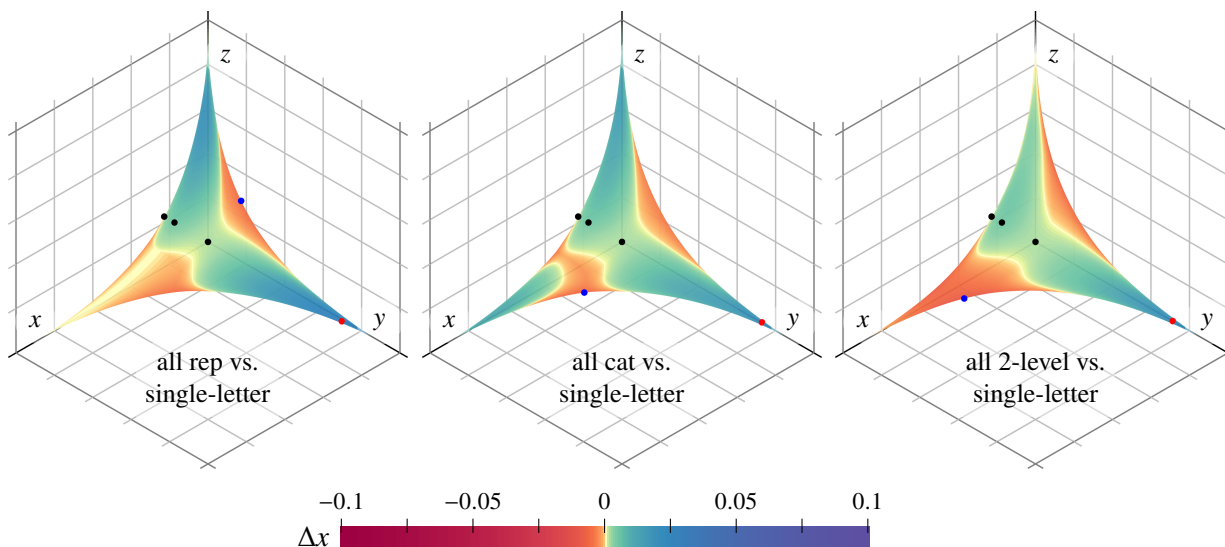 z
x
y
all rep vs.
single-letter
z
x
y
all cat vs.
single-letter
z
x
y
all 2-level vs.
single-letter
−0.1 −0.05 0 0.05 0.1
Δx